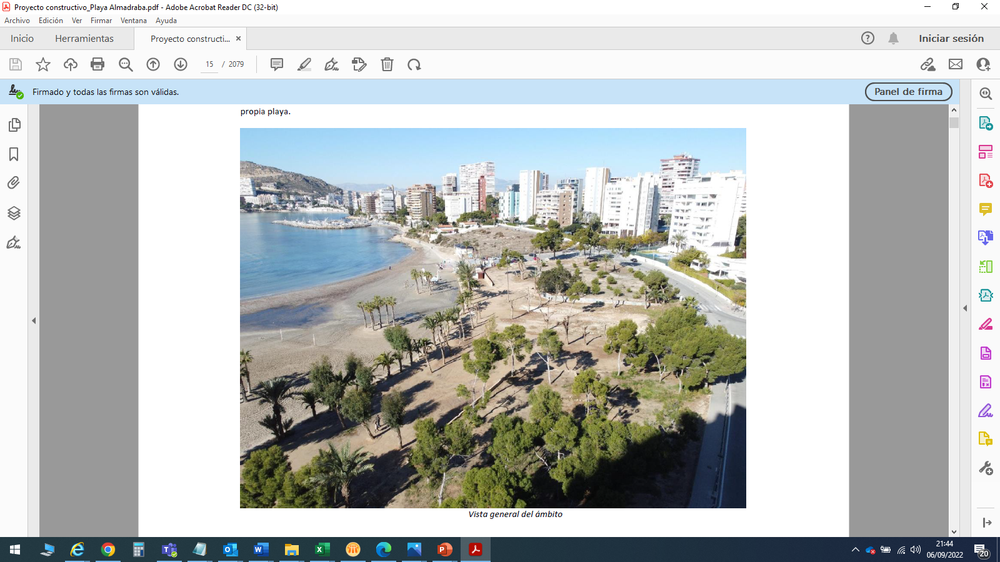 Proyecto constructivo_Playa Almadraba.pdf - Adobe Acrobat Reader DC (32-bit)
Archivo Edición Ver Firmar Ventana Ayuda
Inicio Herramientas Proyecto constructi... × Iniciar sesión
15 / 2079
Firmado y todas las firmas son válidas. Panel de firma
propia playa.
Vista general del ámbito
21:44
06/09/2022
20